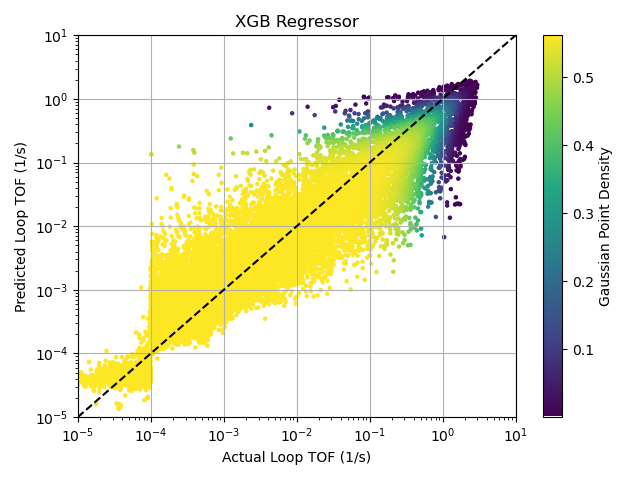 XGB Regressor
Predicted Loop TOF (1/s)
10^1
10^0
10^-1
10^-2
10^-3
10^-4
10^-5
10^-5 10^-4 10^-3 10^-2 10^-1 10^0 10^1
Actual Loop TOF (1/s)
0.5
0.4
0.3
0.2
0.1
Gaussian Point Density